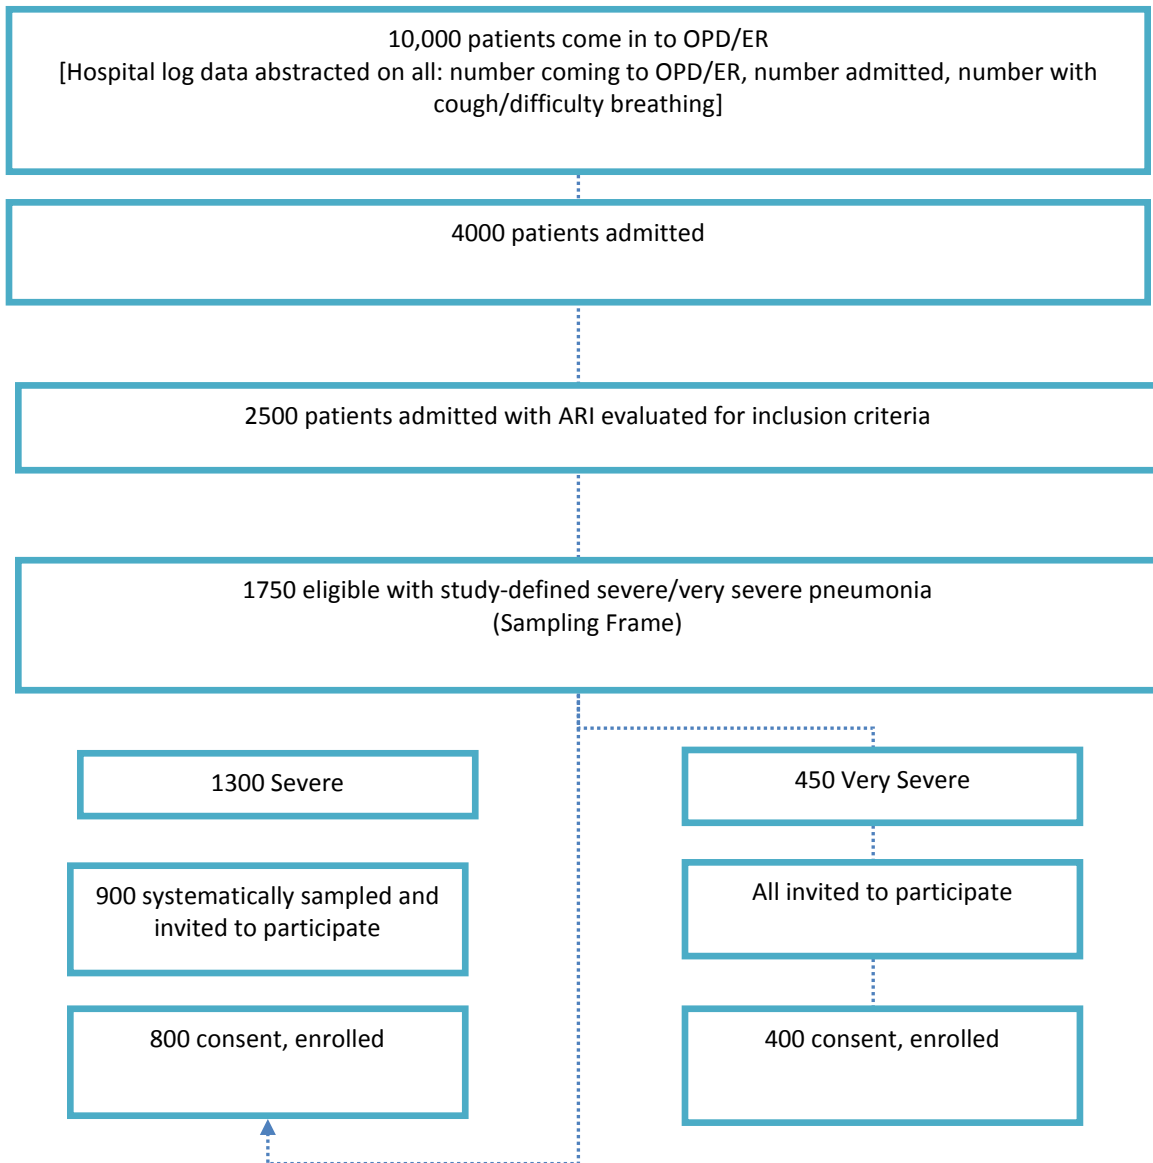 10,000 patients come in to OPD/ER
[Hospital log data abstracted on all: number coming to OPD/ER, number admitted, number with
cough/difficulty breathing]
4000 patients admitted
2500 patients admitted with ARI evaluated for inclusion criteria
1750 eligible with study-defined severe/very severe pneumonia
(Sampling Frame)
1300 Severe
450 Very Severe
900 systematically sampled and
invited to participate
All invited to participate
800 consent, enrolled
400 consent, enrolled